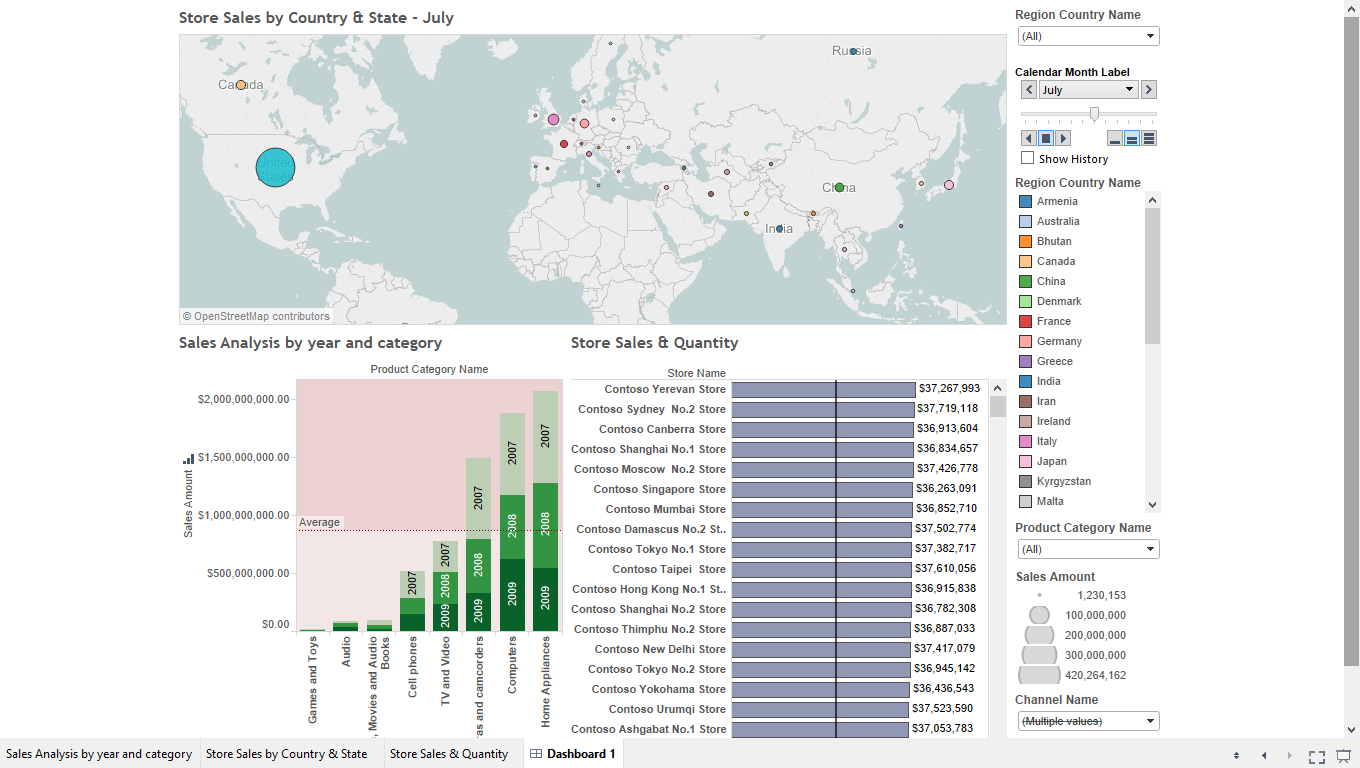 Store Sales by Country & State - July
Canada
United
States
Russia
China
India
© OpenStreetMap contributors
Region Country Name
(All)
Calendar Month Label
July
Show History
Region Country Name
Armenia
Australia
Bhutan
Canada
China
Denmark
France
Germany
Greece
India
Iran
Ireland
Italy
Japan
Kyrgyzstan
Malta
Product Category Name
(All)
Sales Amount
1,230,153
100,000,000
200,000,000
300,000,000
420,264,162
Channel Name
(Multiple values)
Sales Analysis by year and category
Product Category Name
Sales Amount
$2,000,000,000.00
$1,500,000,000.00
$1,000,000,000.00
$500,000,000.00
$0.00
Average
2007
2007
2008
2009
2007
2008
2009
2007
2008
2009
2007
2008
2009
Games and Toys
Audio
, Movies and Audio
Books
Cell phones
TV and Video
as and camcorders
Computers
Home Appliances
Store Sales & Quantity
Store Name
Contoso Yerevan Store $37,267,993
Contoso Sydney No.2 Store $37,719,118
Contoso Canberra Store $36,913,604
Contoso Shanghai No.1 Store $36,834,657
Contoso Moscow No.2 Store $37,426,778
Contoso Singapore Store $36,263,091
Contoso Mumbai Store $36,852,710
Contoso Damascus No.2 St.. $37,502,774
Contoso Tokyo No.1 Store $37,382,717
Contoso Taipei Store $37,610,056
Contoso Hong Kong No.1 St.. $36,915,838
Contoso Shanghai No.2 Store $36,782,308
Contoso Thimphu No.2 Store $36,887,033
Contoso New Delhi Store $37,417,079
Contoso Tokyo No.2 Store $36,945,142
Contoso Yokohama Store $36,436,543
Contoso Urumqi Store $37,523,590
Contoso Ashgabat No.1 Store $37,053,783
Sales Analysis by year and category
Store Sales by Country & State
Store Sales & Quantity
Dashboard 1